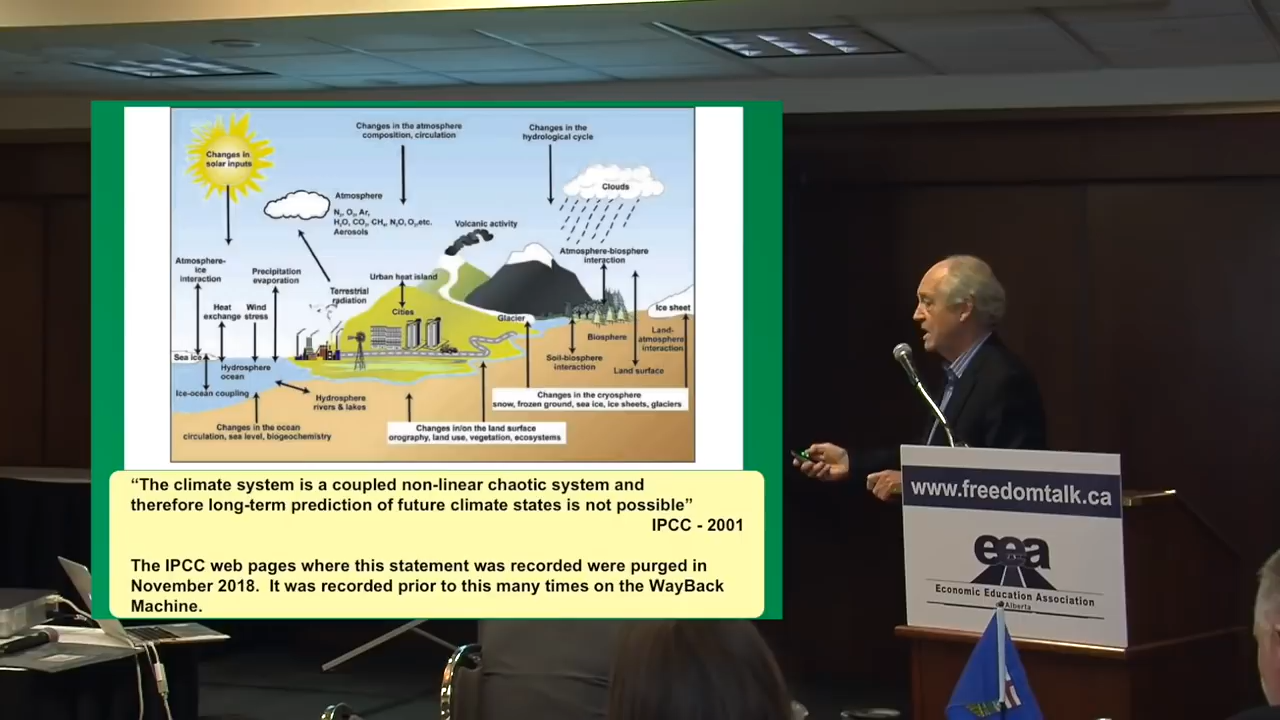 Changes in
solar inputs
Changes in the atmosphere
composition, circulation
Changes in the
hydrological cycle
Clouds
Atmosphere
N₂, O₂, Ar,
H₂O, CO₂, CH₄, N₂O, O₃, etc.
Aerosols
Volcanic activity
Atmosphere-
ice
interaction
Precipitation
evaporation
Terrestrial
radiation
Urban heat island
Cities
Atmosphere-biosphere
interaction
Heat
exchange
Wind
stress
Glacier
Ice sheet
Biosphere
Land-
atmosphere
interaction
Sea ice
Hydrosphere
ocean
Soil-biosphere
interaction
Land surface
Ice-ocean coupling
Hydrosphere
rivers & lakes
Changes in the cryosphere
snow, frozen ground, sea ice, ice sheets, glaciers
Changes in the ocean
circulation, sea level, biogeochemistry
Changes in/on the land surface
orography, land use, vegetation, ecosystems
“The climate system is a coupled non-linear chaotic system and
therefore long-term prediction of future climate states is not possible”
IPCC - 2001
The IPCC web pages where this statement was recorded were purged in
November 2018.  It was recorded prior to this many times on the WayBack
Machine.
www.freedomtalk.ca
eea
Economic Education Association
of Alberta